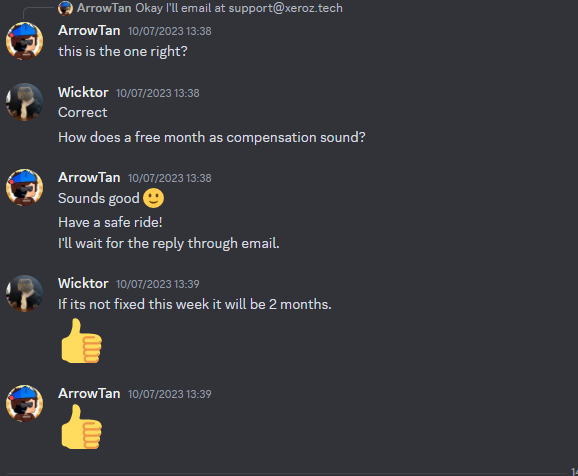 ArrowTan Okay I'll email at support@xeroz.tech
ArrowTan 10/07/2023 13:38
this is the one right?
Wicktor 10/07/2023 13:38
Correct
How does a free month as compensation sound?
ArrowTan 10/07/2023 13:38
Sounds good
Have a safe ride!
I'll wait for the reply through email.
Wicktor 10/07/2023 13:39
If its not fixed this week it will be 2 months.
ArrowTan 10/07/2023 13:39